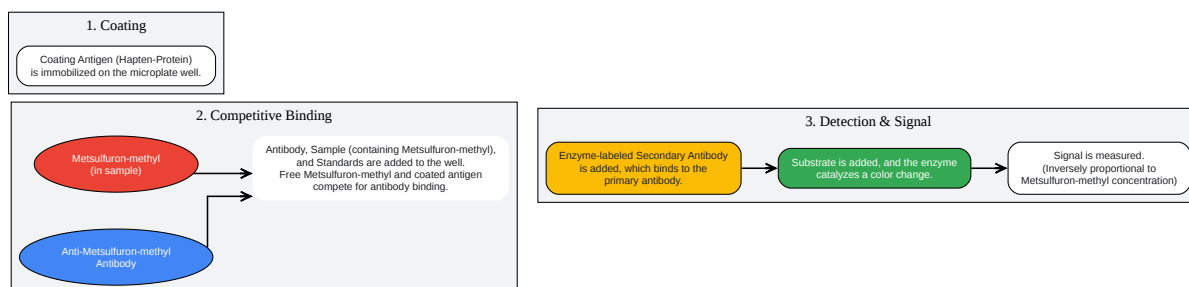 1. Coating
Coating Antigen (Hapten-Protein)
is immobilized on the microplate well.
2. Competitive Binding
Metsulfuron-methyl
(in sample)
Antibody, Sample (containing Metsulfuron-methyl),
and Standards are added to the well.
Free Metsulfuron-methyl and coated antigen
compete for antibody binding.
Anti-Metsulfuron-methyl
Antibody
3. Detection & Signal
Enzyme-labeled Secondary Antibody
is added, which binds to the
primary antibody.
Substrate is added, and the enzyme
catalyzes a color change.
Signal is measured.
(Inversely proportional to
Metsulfuron-methyl concentration)